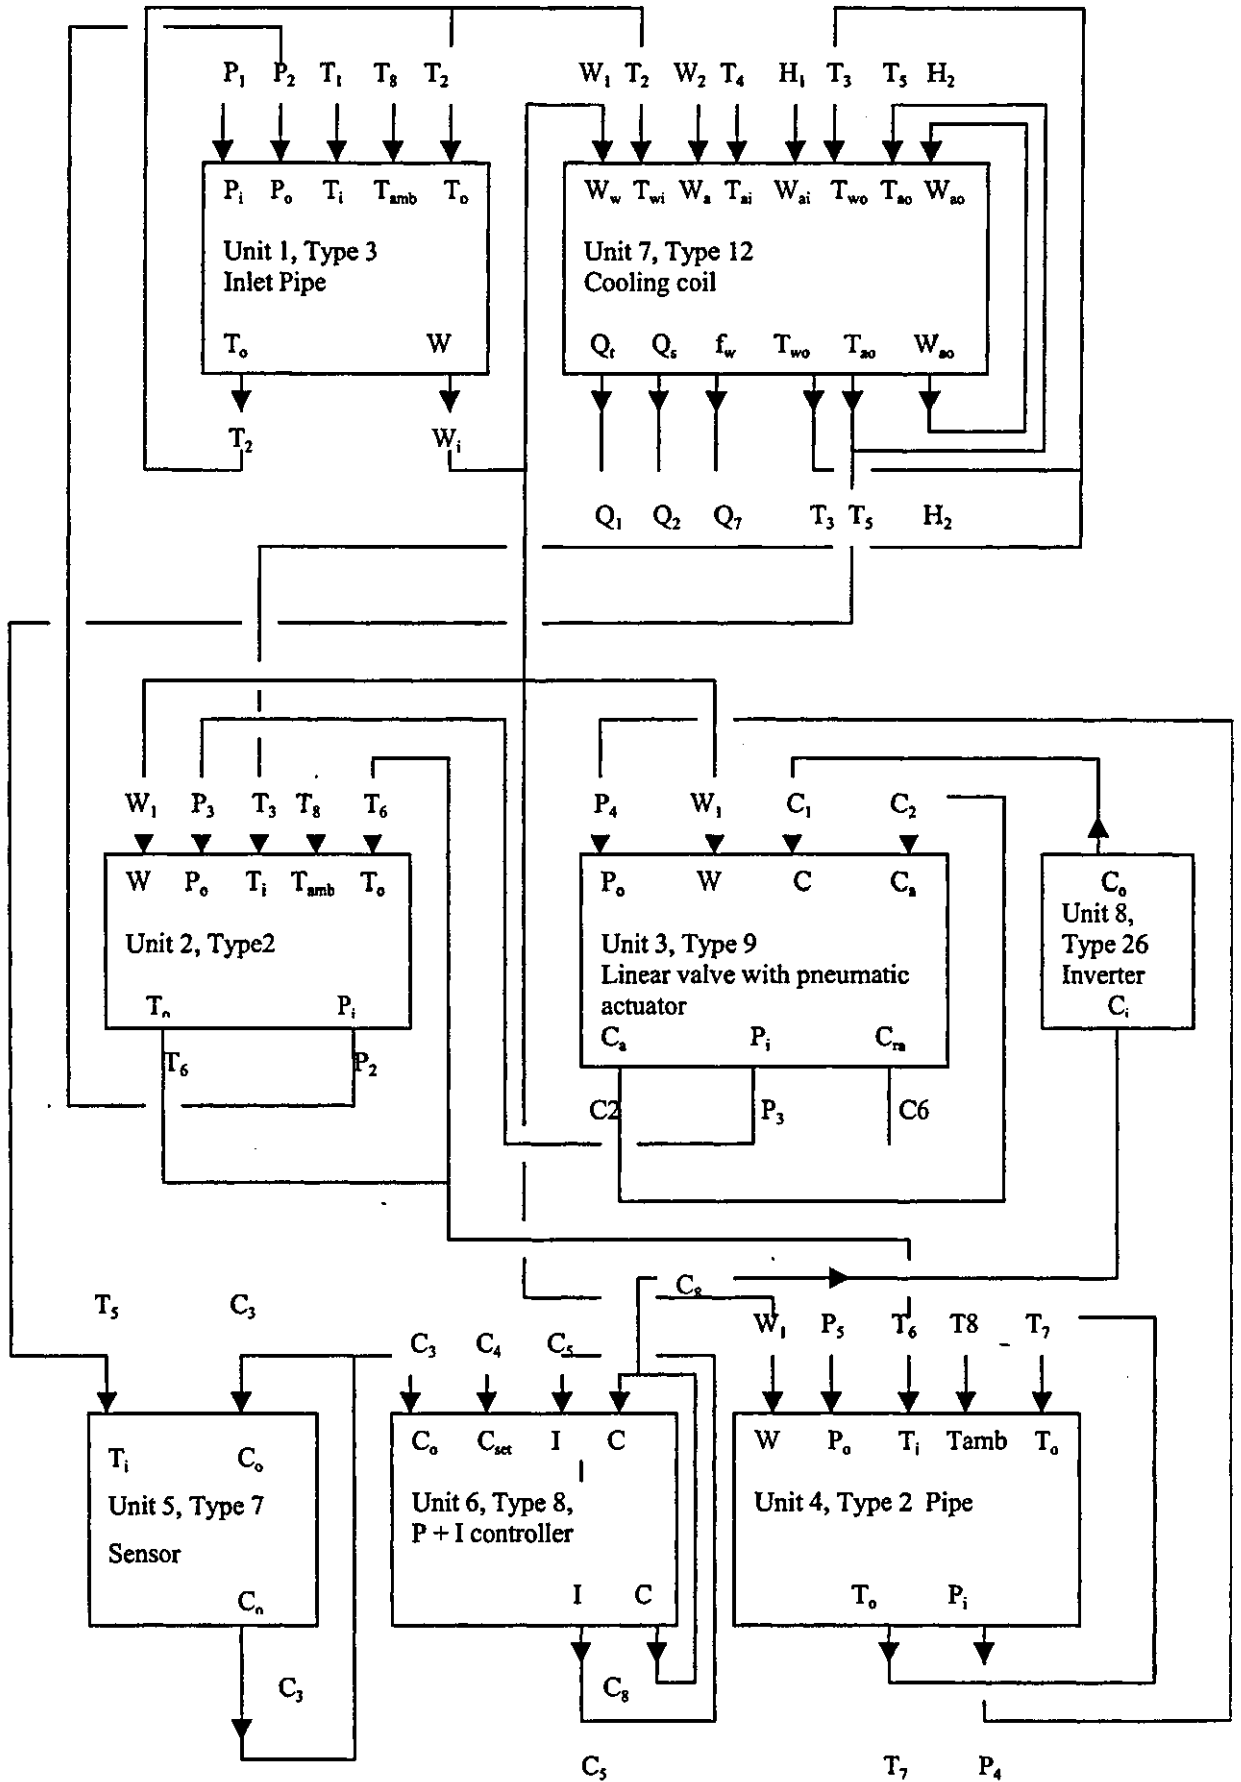 P₁ P₂ T₁ T₈ T₂ W₁ T₂ W₂ T₄ H₁ T₃ T₅ H₂
Pᵢ Pₒ Tᵢ Tamb Tₒ
Unit 1, Type 3
Inlet Pipe
Tₒ W
T₂ Wᵢ
Ww Twi Wa Tai Wai Two Tao Wao
Unit 7, Type 12
Cooling coil
Qt Qs fw Two Tao Wao
Q₁ Q₂ Q₇ T₃ T₅ H₂
W₁ P₃ T₃ T₈ T₆
W Pₒ Tᵢ Tamb Tₒ
Unit 2, Type2
Tₒ Pᵢ
T₆ P₂
P₄ W₁ C₁ C₂
Pₒ W C Ca
Unit 3, Type 9
Linear valve with pneumatic
actuator
Ca Pᵢ Cra
C2 P₃ C6
Cₒ
Unit 8,
Type 26
Inverter
Cᵢ
T₅ C₃
Tᵢ Cₒ
Unit 5, Type 7
Sensor
Cₒ
C₃
C₈
C₃ C₄ C₅
Cₒ Cset I C
Unit 6, Type 8,
P + I controller
I C
C₈
C₅
W₁ P₅ T₆ T8 T₇
W Pₒ Tᵢ Tamb Tₒ
Unit 4, Type 2 Pipe
Tₒ Pᵢ
T₇ P₄